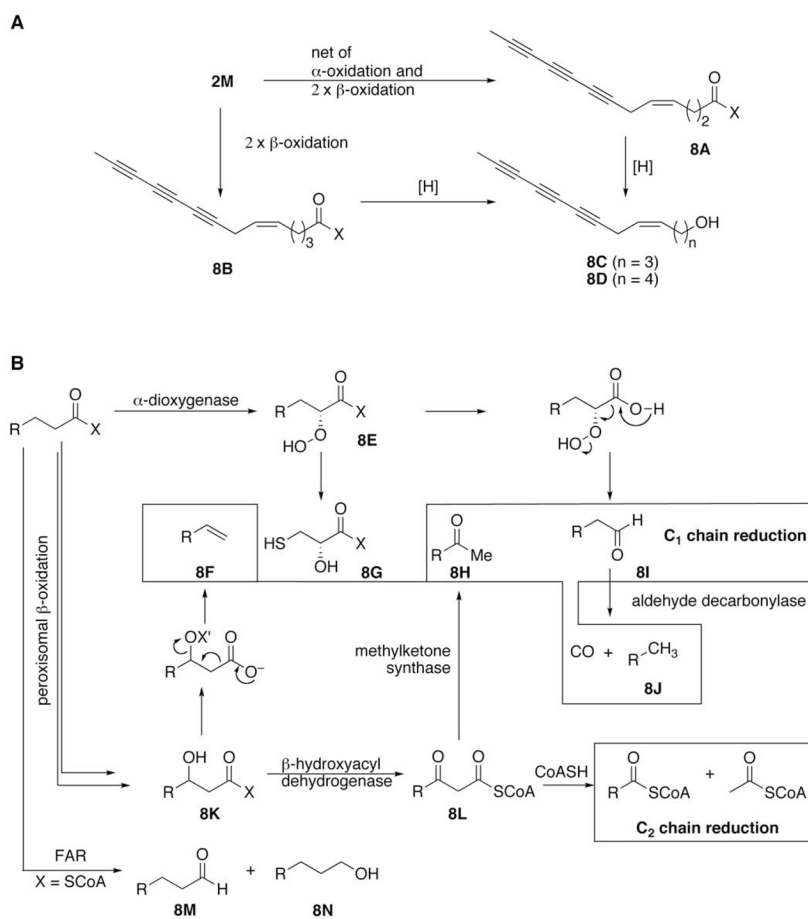 A
2M
net of
α-oxidation and
2 x β-oxidation
O
X
2
8A
2 x β-oxidation
[H]
O
X
3
8B
[H]
OH
n
8C (n = 3)
8D (n = 4)
B
R
O
X
α-dioxygenase
R
O
X
O
HO
8E
R
O
O–H
O
HO
peroxisomal β-oxidation
R
8F
HS
O
X
OH
8G
O
R
Me
8H
R
H
O
8I
C1 chain reduction
aldehyde decarbonylase
CO + R CH3
8J
methylketone
synthase
OX' O
R
O–
OH O
R
X
8K
β-hydroxyacyl
dehydrogenase
O O
R
SCoA
8L
CoASH
O
R
SCoA
+
O
SCoA
C2 chain reduction
FAR
X = SCoA
R
O
H
8M
+
R
OH
8N